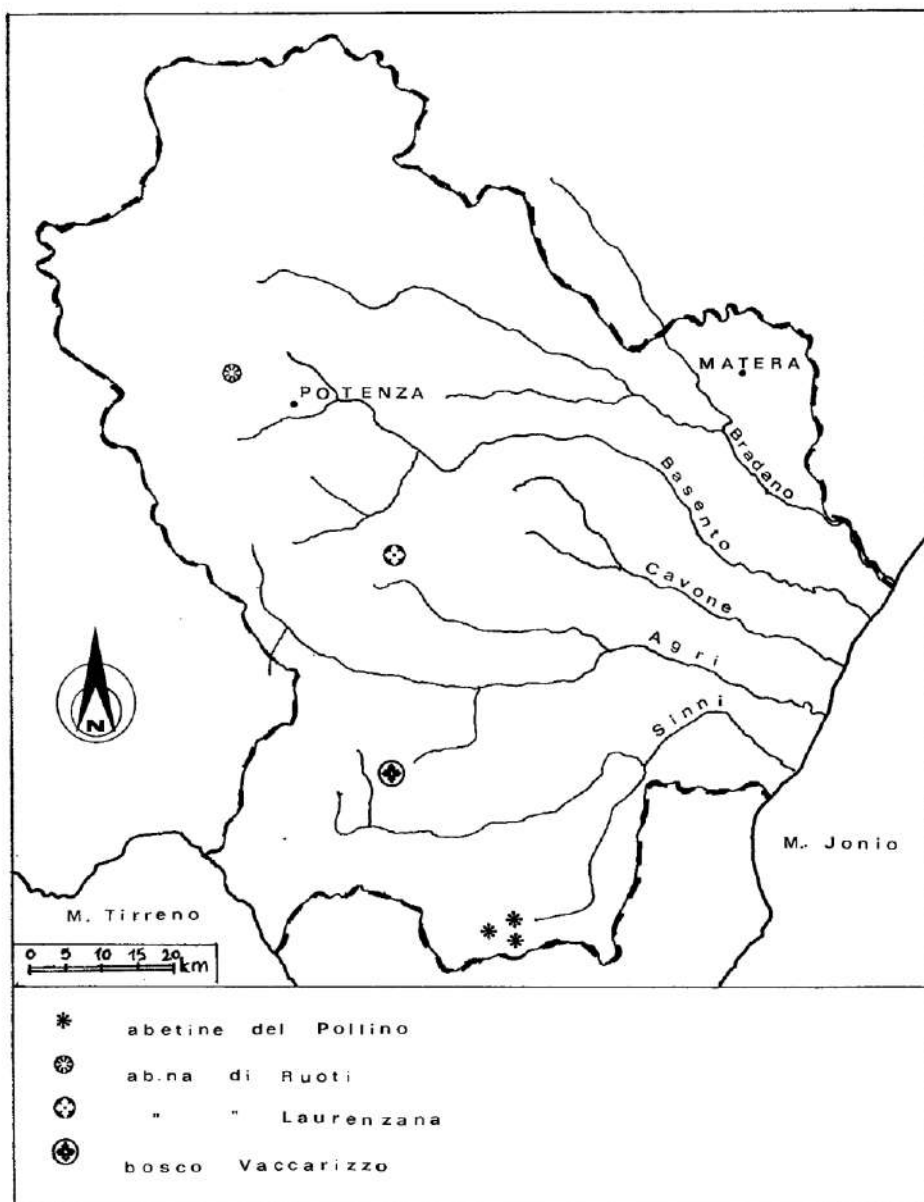 MATERA
POTENZA
Bradano
Basento
Cavone
Agri
Sinni
N
M. Jonio
M. Tirreno
0 5 10 15 20 km
abetine del Pollino
ab.na di Ruoti
" " Laurenzana
bosco Vaccarizzo